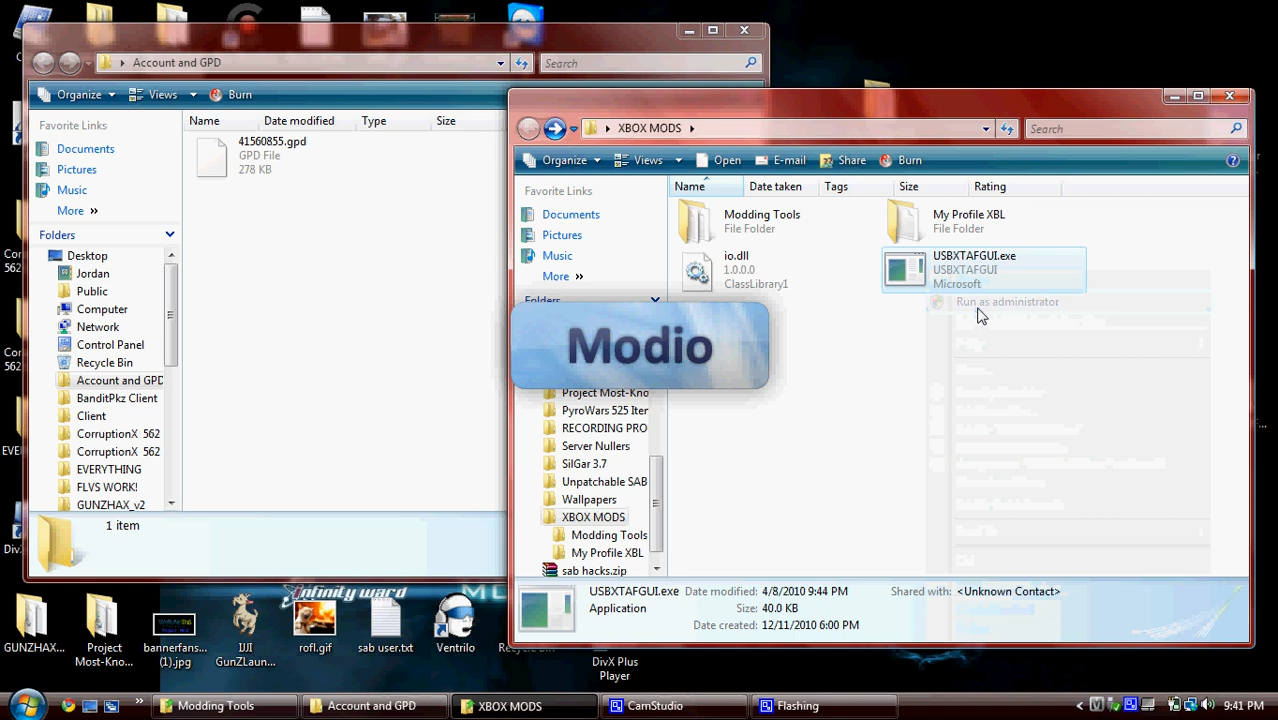 Account and GPD
Search
Organize
Views
Burn
Favorite Links
Documents
Pictures
Music
More »
Folders
Desktop
Jordan
Public
Computer
Network
Control Panel
Recycle Bin
Account and GPD
BanditPkz Client
Client
CorruptionX 562
CorruptionX 562
EVERYTHING
FLVS WORK!
GUNZHAX_v2
Name
Date modified
Type
Size
41560855.gpd
GPD File
278 KB
1 item
XBOX MODS
Search
Organize
Views
Open
E-mail
Share
Burn
Favorite Links
Documents
Pictures
Music
More »
Folders
Project Most-Kno
PyroWars 525 Iter
RECORDING PRO
Server Nullers
SilGar 3.7
Unpatchable SAB
Wallpapers
XBOX MODS
Modding Tools
My Profile XBL
sab hacks.zip
Name
Date taken
Tags
Size
Rating
Modding Tools
File Folder
My Profile XBL
File Folder
io.dll
1.0.0.0
ClassLibrary1
USBXTAFGUI.exe
USBXTAFGUI
Microsoft
Run as administrator
Modio
USBXTAFGUI.exe
Date modified: 4/8/2010 9:44 PM
Shared with: <Unknown Contact>
Application
Size: 40.0 KB
Date created: 12/11/2010 6:00 PM
infinity ward
GUNZHAX...
Project Most-Kno...
bannerfans... (1).jpg
IJJI GunZLaun...
rofl.gif
sab user.txt
Ventrilo
Recycle Bin
DivX Plus Player
Modding Tools
Account and GPD
XBOX MODS
CamStudio
Flashing
9:41 PM